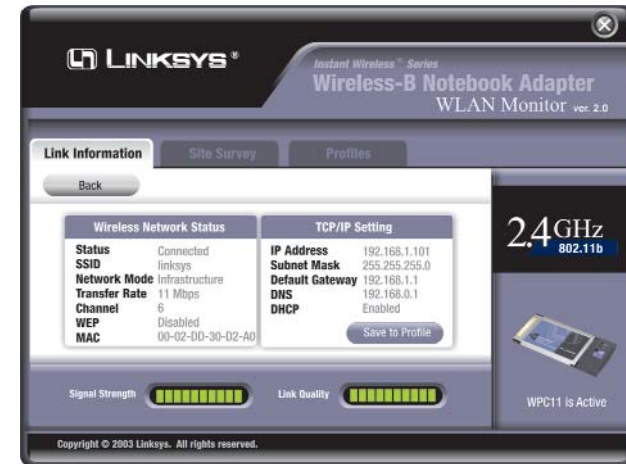 LINKSYS®
Instant Wireless® Series
Wireless-B Notebook Adapter
WLAN Monitor ver. 2.0
Link Information
Site Survey
Profiles
Back
Wireless Network Status
Status Connected
SSID linksys
Network Mode Infrastructure
Transfer Rate 11 Mbps
Channel 6
WEP Disabled
MAC 00-02-DD-30-D2-A0
TCP/IP Setting
IP Address 192.168.1.101
Subnet Mask 255.255.255.0
Default Gateway 192.168.1.1
DNS 192.168.0.1
DHCP Enabled
Save to Profile
2.4GHz
802.11b
Signal Strength
Link Quality
WPC11 is Active
Copyright © 2003 Linksys. All rights reserved.